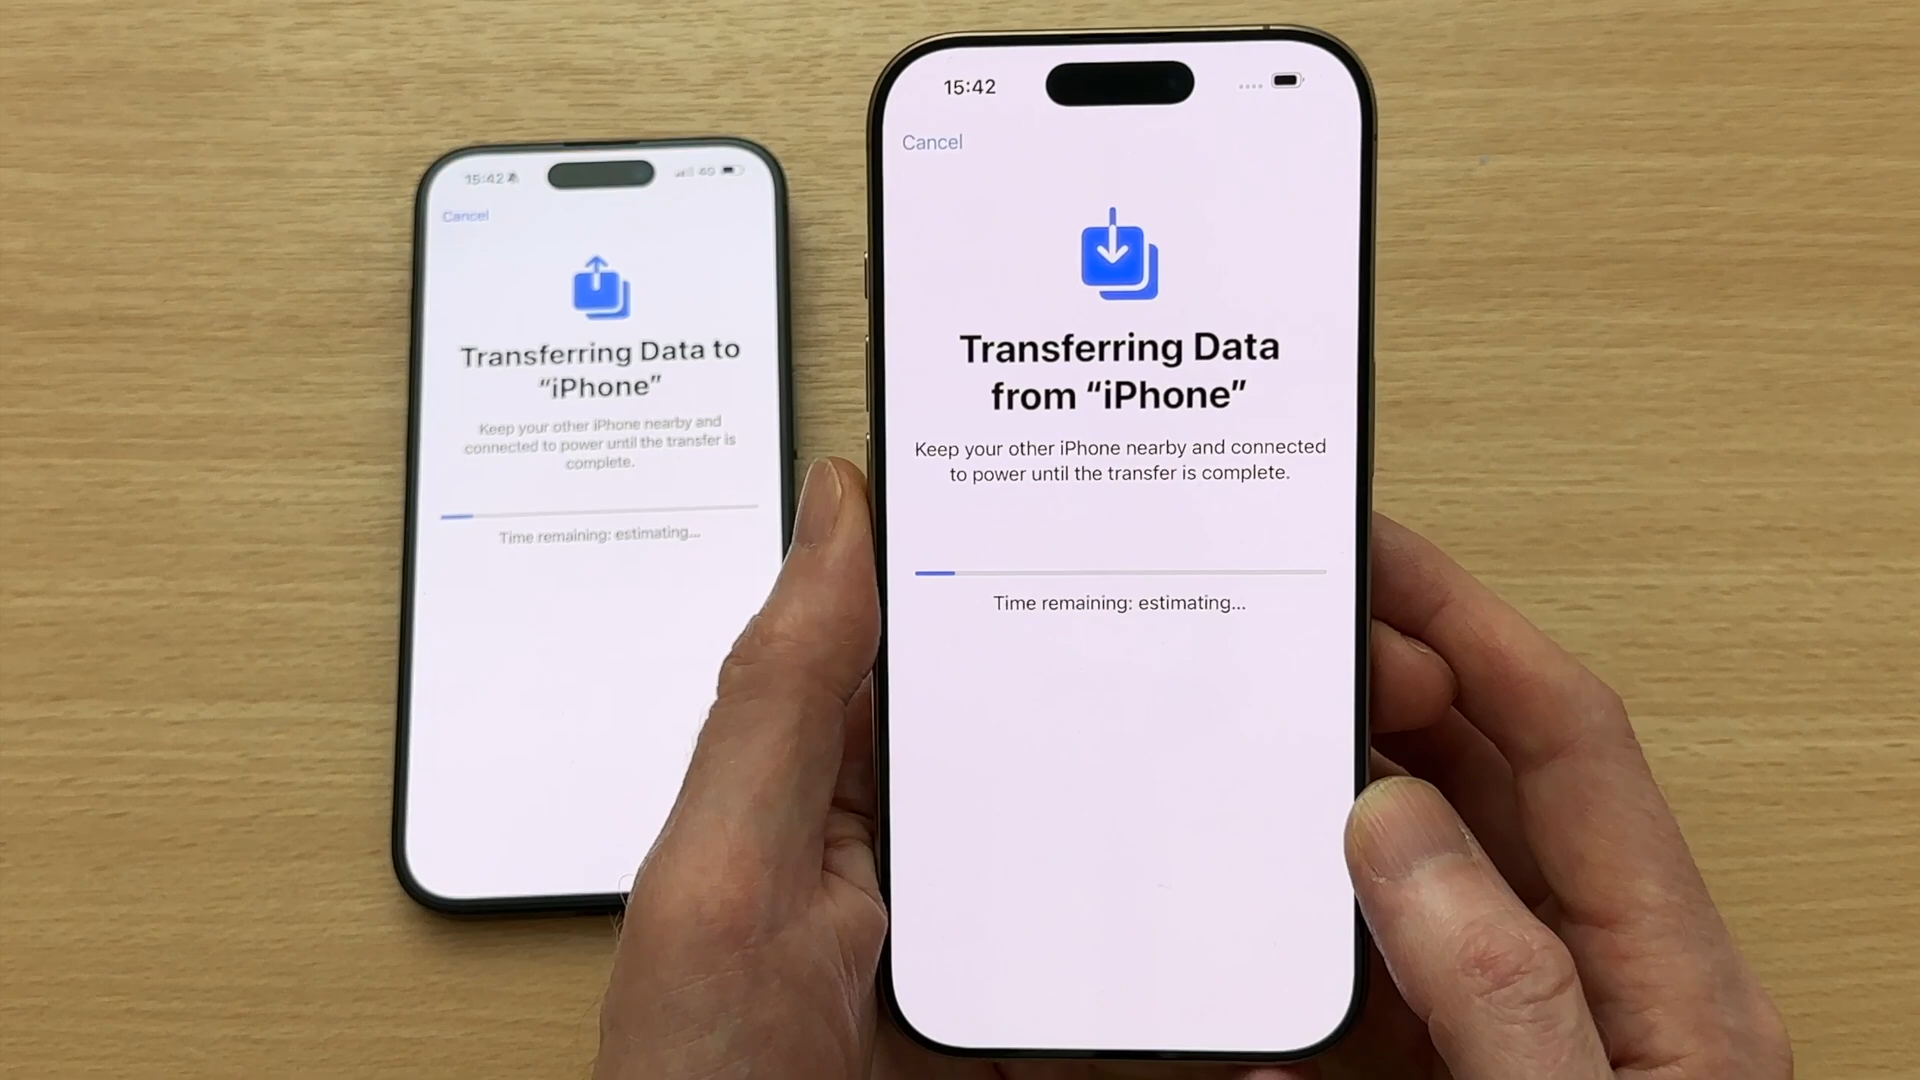 15:42
4G
Cancel
Transferring Data to
“iPhone”
Keep your other iPhone nearby and
connected to power until the transfer is
complete.
Time remaining: estimating...
15:42
Cancel
Transferring Data
from “iPhone”
Keep your other iPhone nearby and connected
to power until the transfer is complete.
Time remaining: estimating...